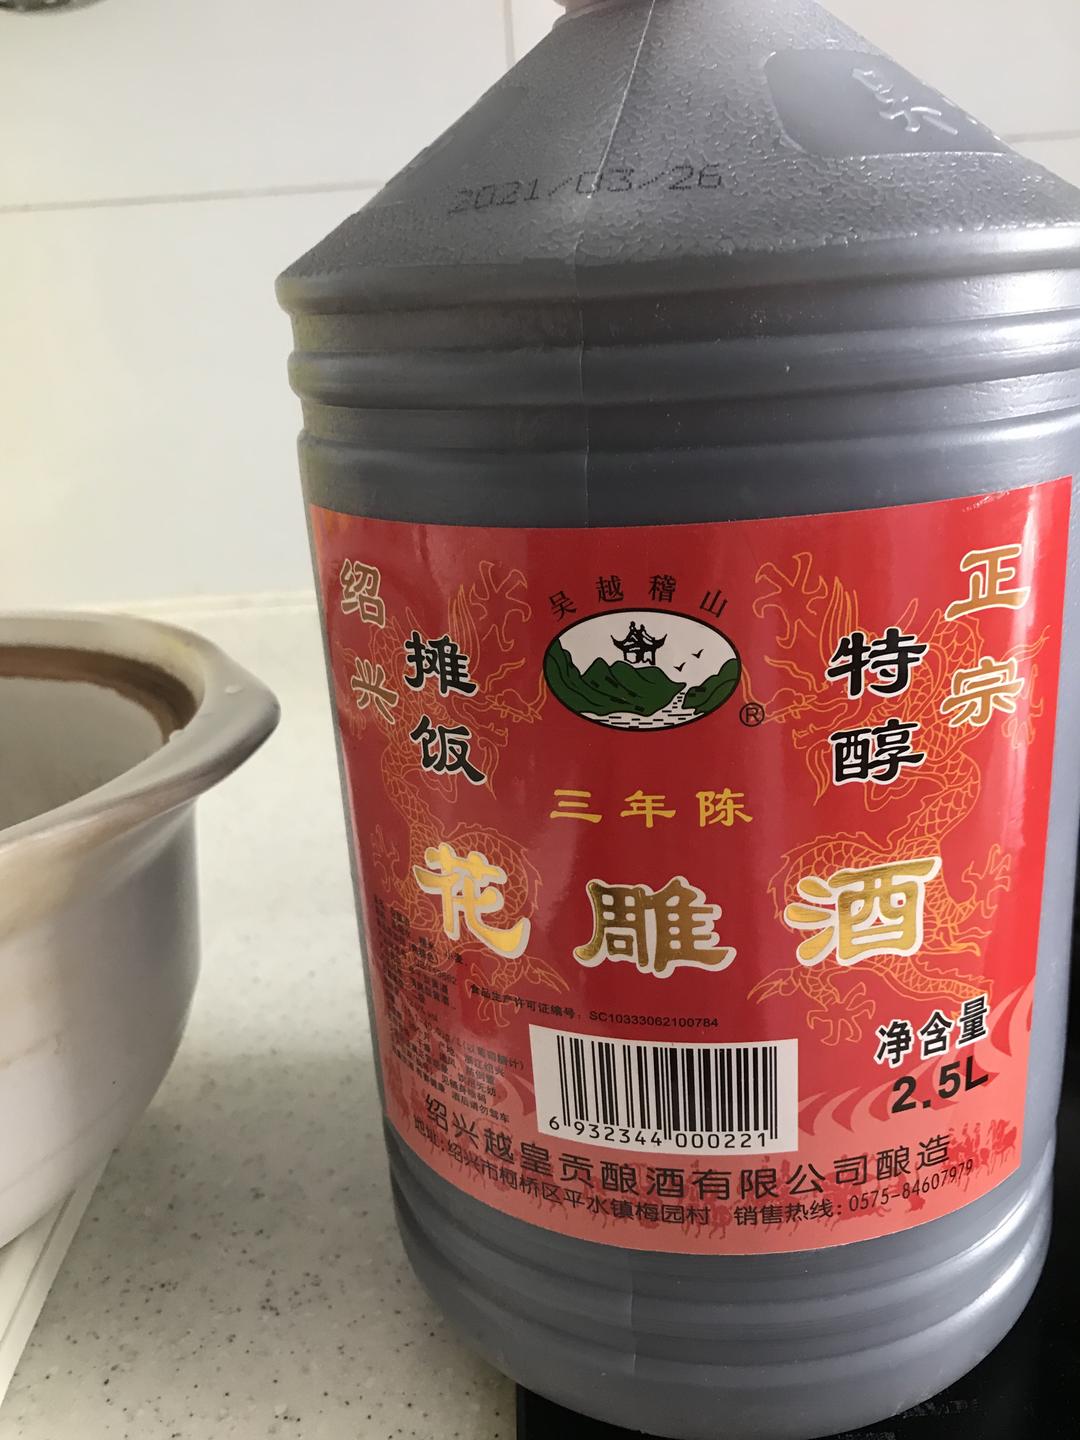 2021/03/26
吴越稽山
®
绍兴
摊饭
特醇
正宗
三年陈
花雕酒
食品生产许可证编号：SC10333062100784
净含量
2.5L
6 932344 000221
绍兴越皇贡酿酒有限公司酿造
地址：绍兴市柯桥区平水镇梅园村 销售热线：0575-84607979